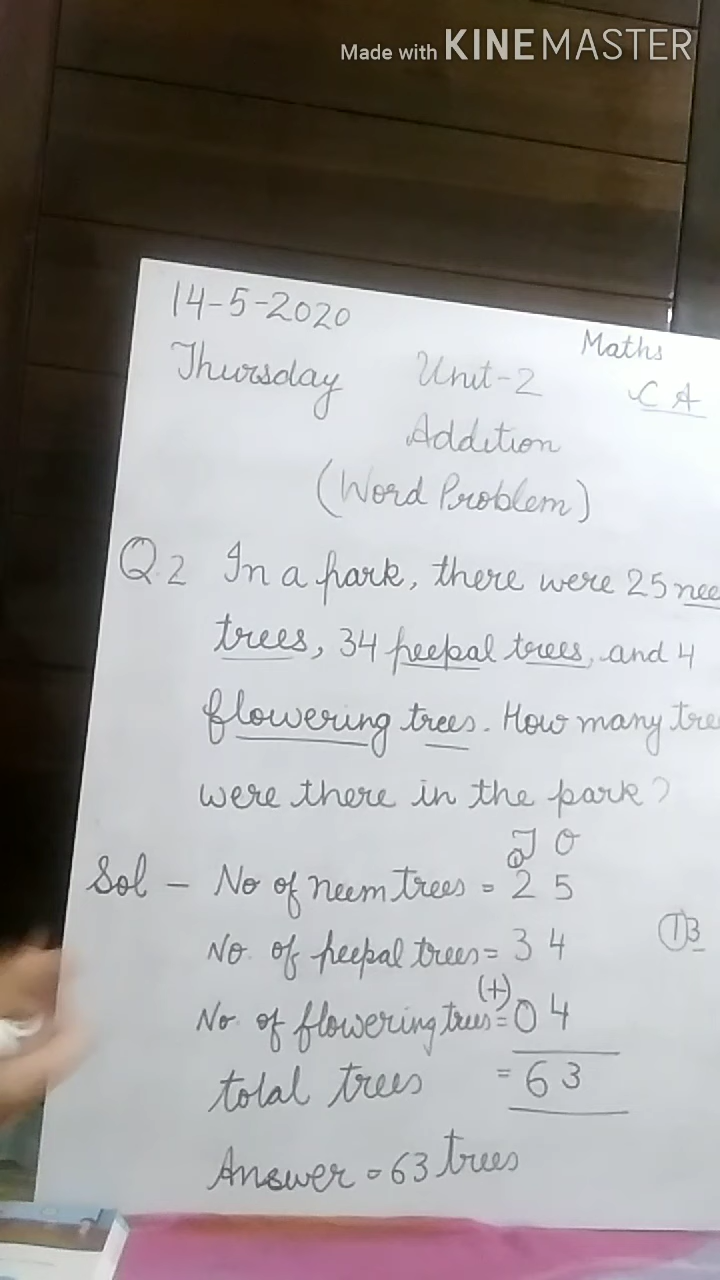 Made with KINEMASTER
14-5-2020
Maths
Thursday Unit-2 CA
Addition
(Word Problem)
Q.2 In a park, there were 25 nee
trees, 34 peepal trees, and 4
flowering trees. How many tre
were there in the park?
T O
1
Sol - No of neem trees = 2 5
No. of peepal trees = 3 4
13
(+)
No. of flowering trees = 0 4
total trees = 6 3
Answer = 63 trees